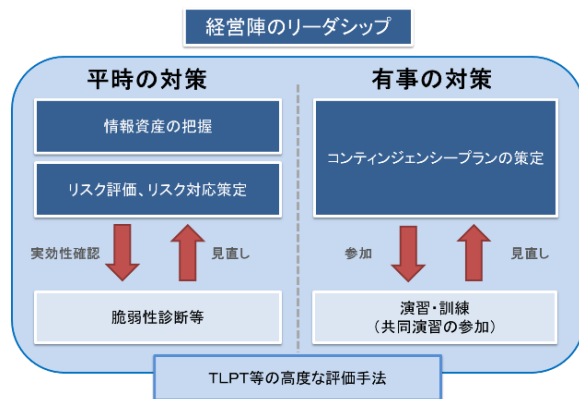 経営陣のリーダシップ
平時の対策
情報資産の把握
リスク評価、リスク対応策定
実効性確認
見直し
脆弱性診断等
有事の対策
コンティンジェンシープランの策定
参加
見直し
演習・訓練
（共同演習の参加）
TLPT等の高度な評価手法